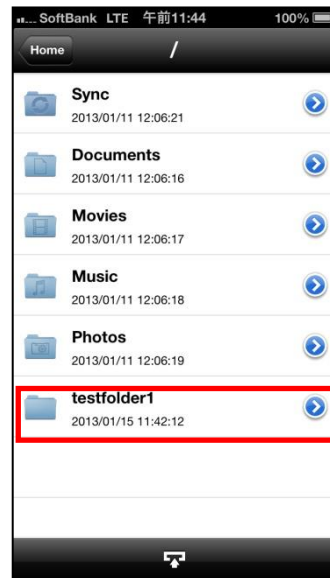 SoftBank LTE 午前11:44 100%
Home /
Sync
2013/01/11 12:06:21
Documents
2013/01/11 12:06:16
Movies
2013/01/11 12:06:17
Music
2013/01/11 12:06:18
Photos
2013/01/11 12:06:19
testfolder1
2013/01/15 11:42:12